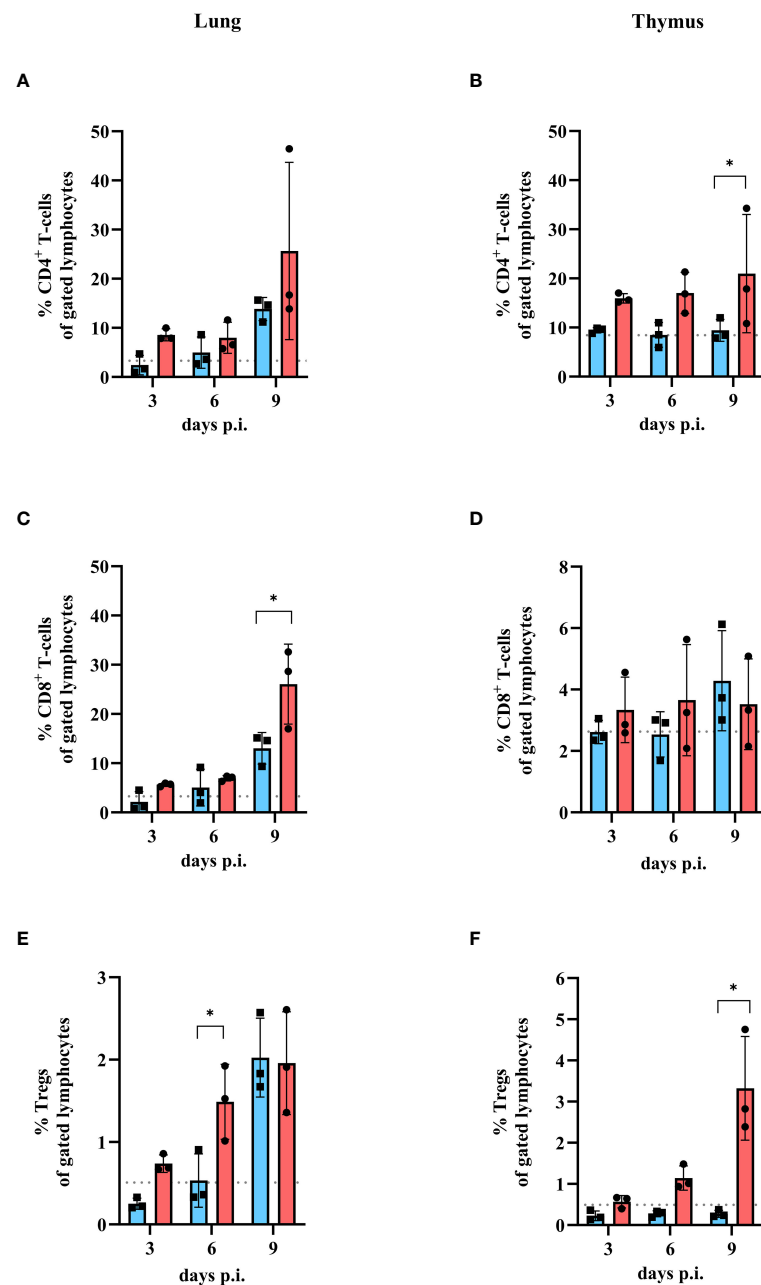 Lung
Thymus
A
% CD4+ T-cells
of gated lymphocytes
50
40
30
20
10
0
3
6
9
days p.i.
B
% CD4+ T-cells
of gated lymphocytes
50
40
30
20
10
0
*
3
6
9
days p.i.
C
% CD8+ T-cells
of gated lymphocytes
50
40
30
20
10
0
*
3
6
9
days p.i.
D
% CD8+ T-cells
of gated lymphocytes
8
6
4
2
0
3
6
9
days p.i.
E
% Tregs
of gated lymphocytes
3
2
1
0
*
3
6
9
days p.i.
F
% Tregs
of gated lymphocytes
6
5
4
3
2
1
0
*
3
6
9
days p.i.